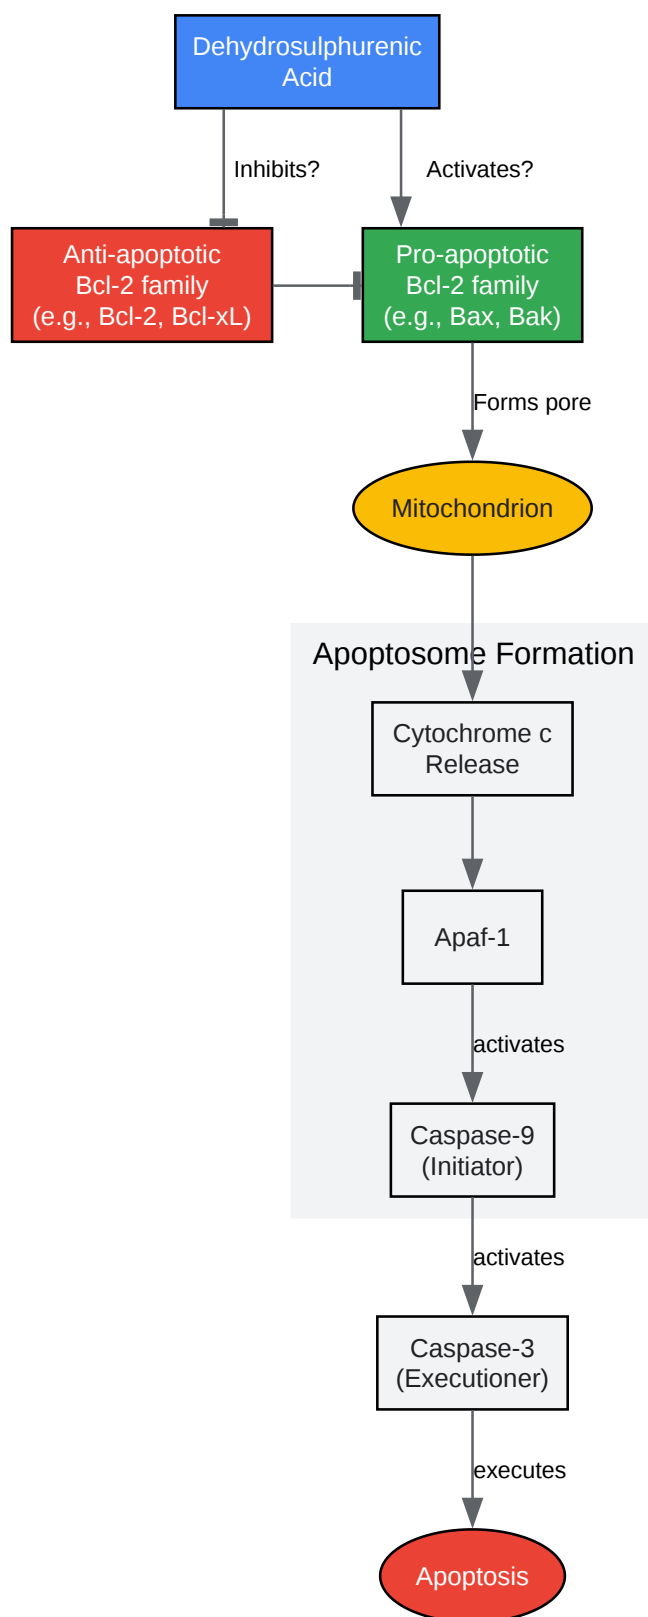 Dehydrosulphurenic
Acid
Inhibits?
Activates?
Anti-apoptotic
Bcl-2 family
(e.g., Bcl-2, Bcl-xL)
Pro-apoptotic
Bcl-2 family
(e.g., Bax, Bak)
Forms pore
Mitochondrion
Apoptosome Formation
Cytochrome c
Release
Apaf-1
activates
Caspase-9
(Initiator)
activates
Caspase-3
(Executioner)
executes
Apoptosis